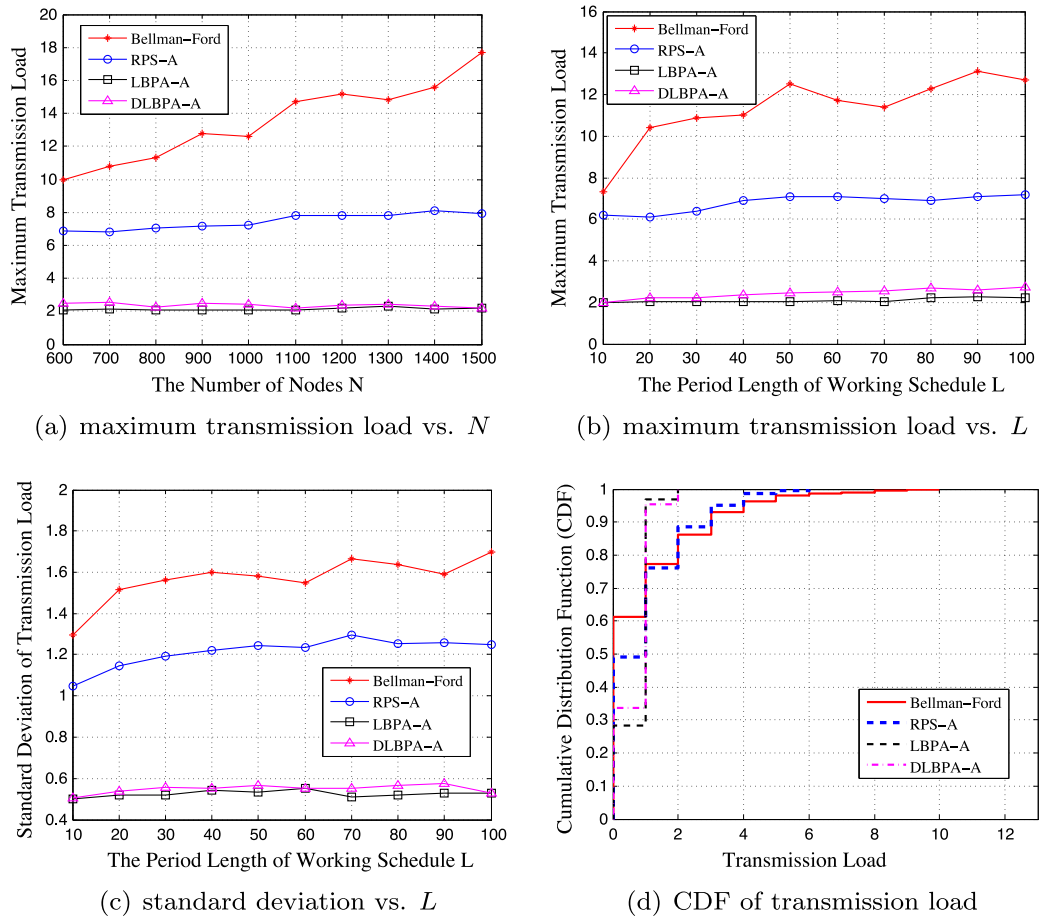 Maximum Transmission Load
20
18
16
14
12
10
8
6
4
2
0
Bellman-Ford
RPS-A
LBPA-A
DLBPA-A
600 700 800 900 1000 1100 1200 1300 1400 1500
The Number of Nodes N
(a) maximum transmission load vs. N
Maximum Transmission Load
16
14
12
10
8
6
4
2
0
Bellman-Ford
RPS-A
LBPA-A
DLBPA-A
10 20 30 40 50 60 70 80 90 100
The Period Length of Working Schedule L
(b) maximum transmission load vs. L
Standard Deviation of Transmission Load
2
1.8
1.6
1.4
1.2
1
0.8
0.6
0.4
Bellman-Ford
RPS-A
LBPA-A
DLBPA-A
10 20 30 40 50 60 70 80 90 100
The Period Length of Working Schedule L
(c) standard deviation vs. L
Cumulative Distribution Function (CDF)
1
0.9
0.8
0.7
0.6
0.5
0.4
0.3
0.2
0.1
0
Bellman-Ford
RPS-A
LBPA-A
DLBPA-A
0 2 4 6 8 10 12
Transmission Load
(d) CDF of transmission load